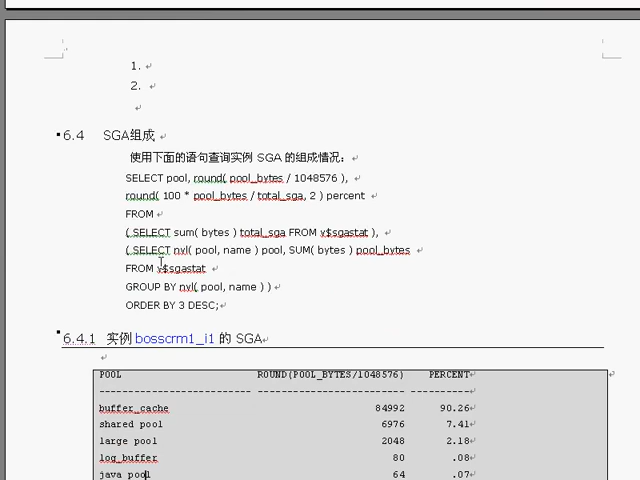 1.
2.
6.4 SGA组成
使用下面的语句查询实例 SGA 的组成情况：
SELECT pool, round( pool_bytes / 1048576 ),
round( 100 * pool_bytes / total_sga, 2 ) percent
FROM
( SELECT sum( bytes ) total_sga FROM v$sgastat ),
( SELECT nvl( pool, name ) pool, SUM( bytes ) pool_bytes
FROM v$sgastat
GROUP BY nvl( pool, name ) )
ORDER BY 3 DESC;
6.4.1 实例 bosscrm1_i1 的 SGA
POOL ROUND(POOL_BYTES/1048576) PERCENT
------------------------- ------------------------- ----------
buffer_cache 84992 90.26
shared pool 6976 7.41
large pool 2048 2.18
log_buffer 80 .08
java pool 64 .07